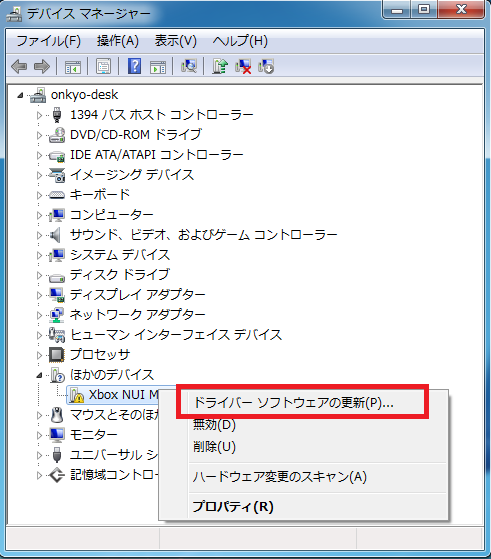 デバイス マネージャー
ファイル(F) 操作(A) 表示(V) ヘルプ(H)
onkyo-desk
1394 バス ホスト コントローラー
DVD/CD-ROM ドライブ
IDE ATA/ATAPI コントローラー
イメージング デバイス
キーボード
コンピューター
サウンド、ビデオ、およびゲーム コントローラー
システム デバイス
ディスク ドライブ
ディスプレイ アダプター
ネットワーク アダプター
ヒューマン インターフェイス デバイス
プロセッサ
ほかのデバイス
Xbox NUI M
マウスとそのほか
モニター
ユニバーサル シ
記憶域コントロー
ドライバー ソフトウェアの更新(P)...
無効(D)
削除(U)
ハードウェア変更のスキャン(A)
プロパティ(R)